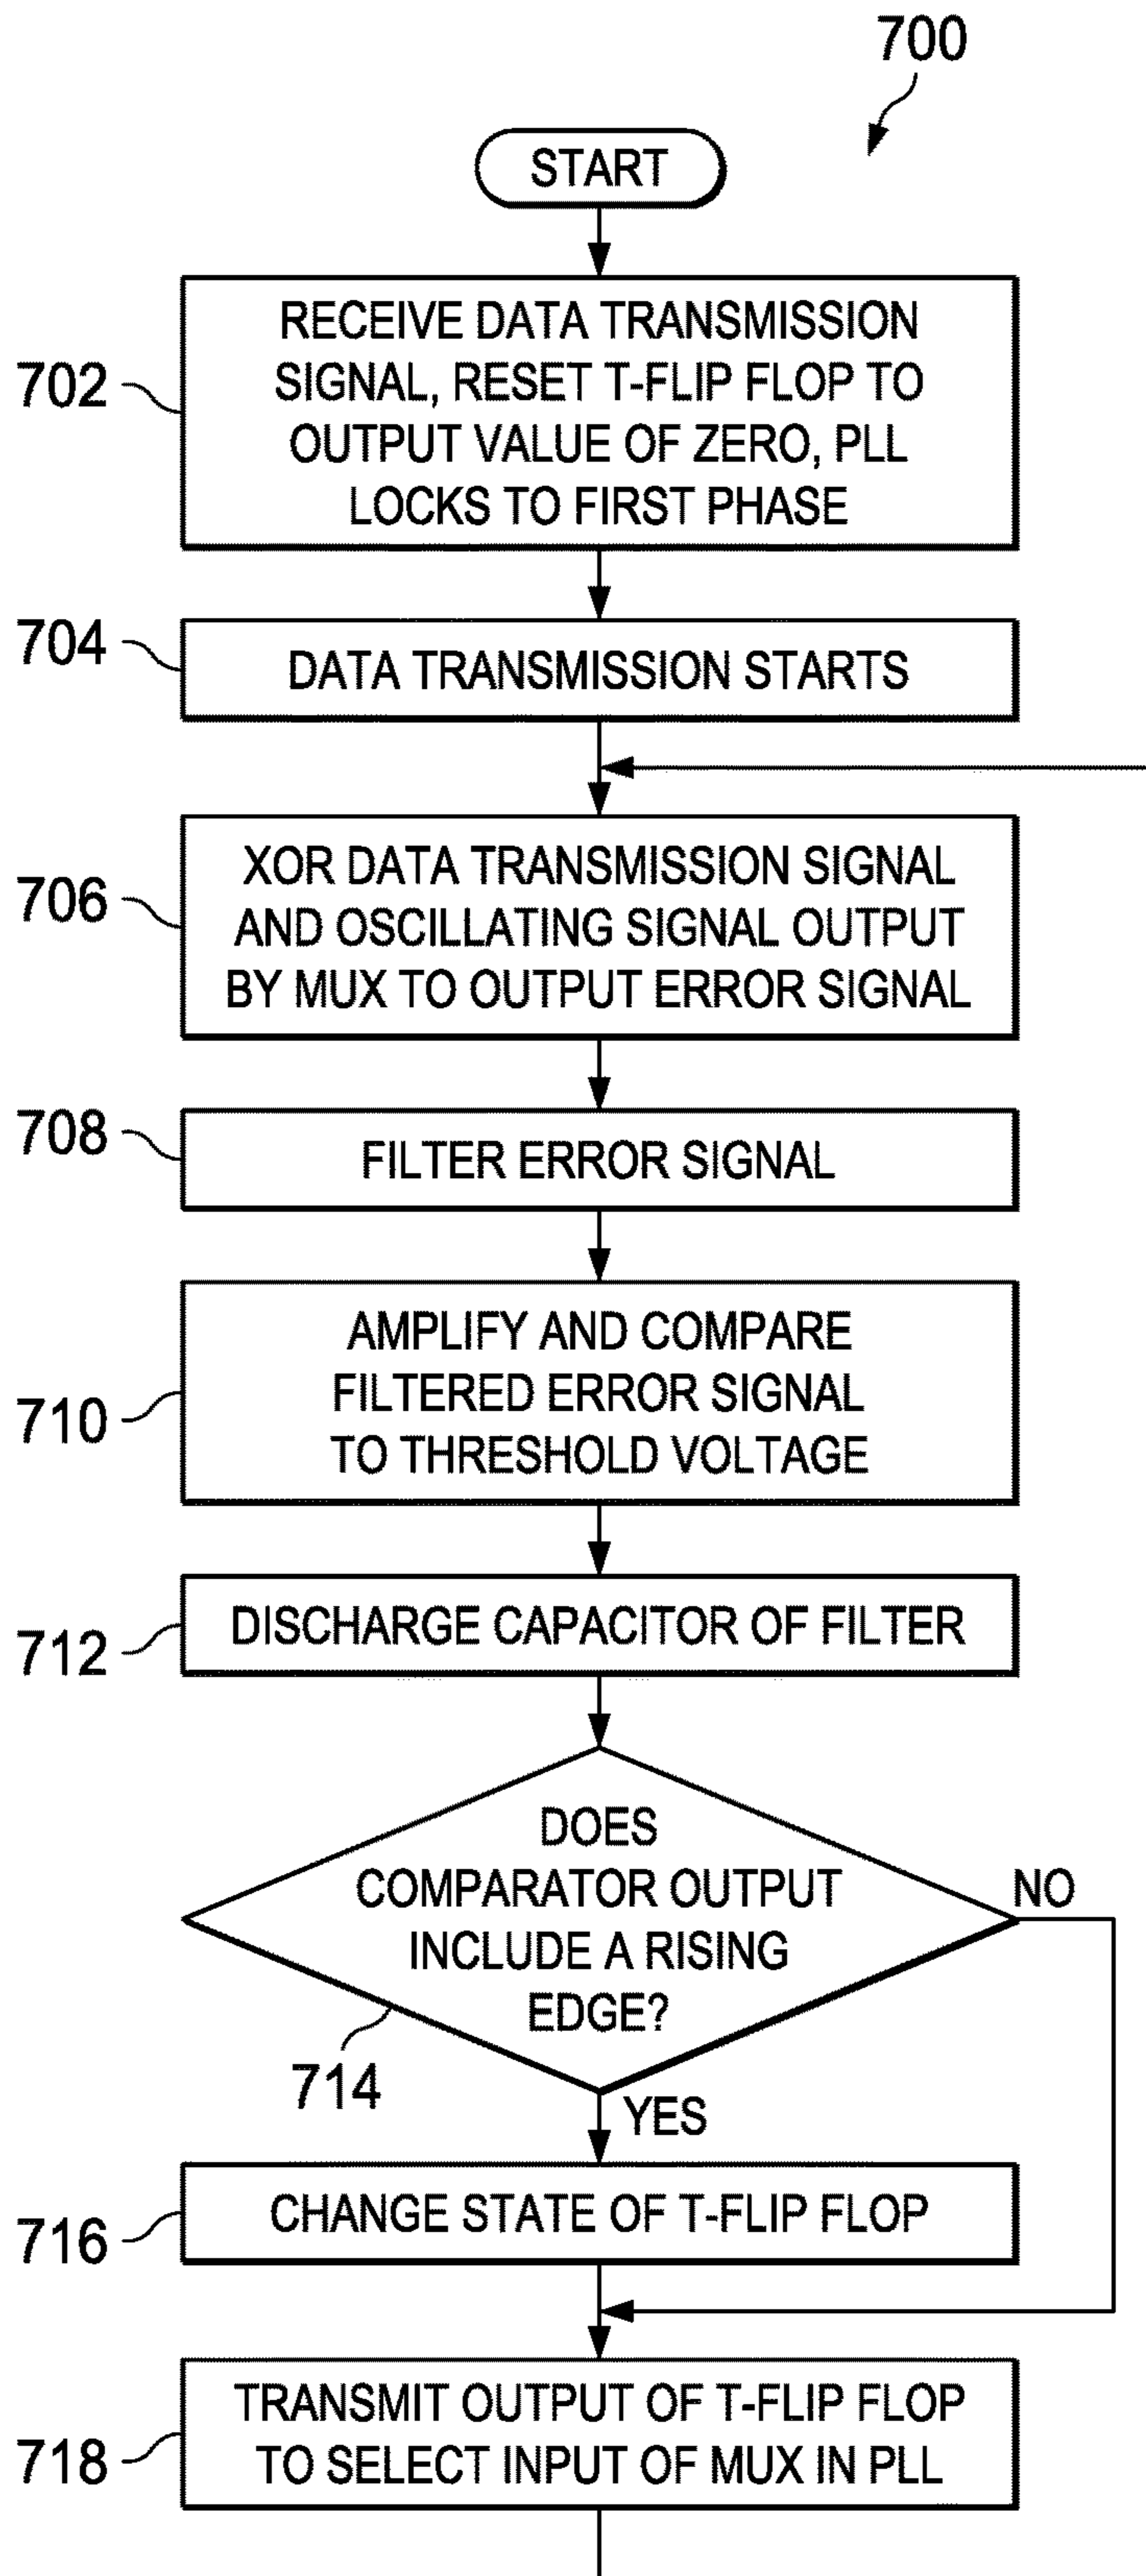 700
START
702
RECEIVE DATA TRANSMISSION
SIGNAL, RESET T-FLIP FLOP TO
OUTPUT VALUE OF ZERO, PLL
LOCKS TO FIRST PHASE
704
DATA TRANSMISSION STARTS
706
XOR DATA TRANSMISSION SIGNAL
AND OSCILLATING SIGNAL OUTPUT
BY MUX TO OUTPUT ERROR SIGNAL
708
FILTER ERROR SIGNAL
710
AMPLIFY AND COMPARE
FILTERED ERROR SIGNAL
TO THRESHOLD VOLTAGE
712
DISCHARGE CAPACITOR OF FILTER
DOES
COMPARATOR OUTPUT
INCLUDE A RISING
EDGE?
NO
714
YES
716
CHANGE STATE OF T-FLIP FLOP
718
TRANSMIT OUTPUT OF T-FLIP FLOP
TO SELECT INPUT OF MUX IN PLL